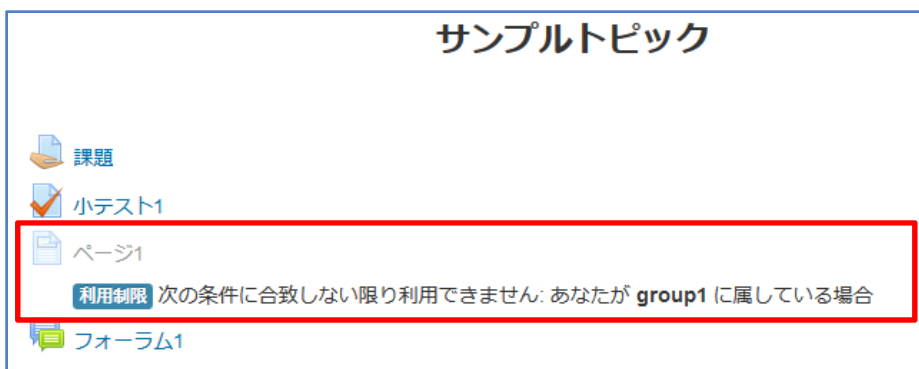 サンプルトピック
課題
小テスト1
ページ1
利用制限 次の条件に合致しない限り利用できません: あなたが group1 に属している場合
フォーラム1